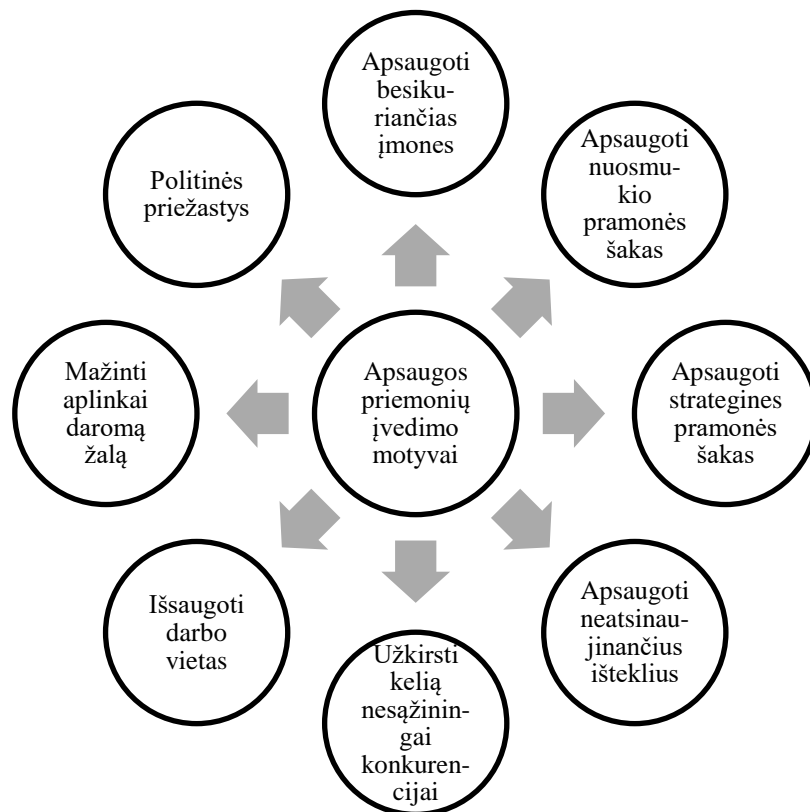 Apsaugoti
besiku-
riančias
įmones
Apsaugoti
nuosmu-
kio
pramonės
šakas
Apsaugoti
strategines
pramonės
šakas
Apsaugoti
neatsinau-
jinančius
išteklius
Užkirsti
kelią
nesąžinin-
gai
konkuren-
cijai
Išsaugoti
darbo
vietas
Mažinti
aplinkai
daromą
žalą
Politinės
priežastys
Apsaugos
priemonių
įvedimo
motyvai